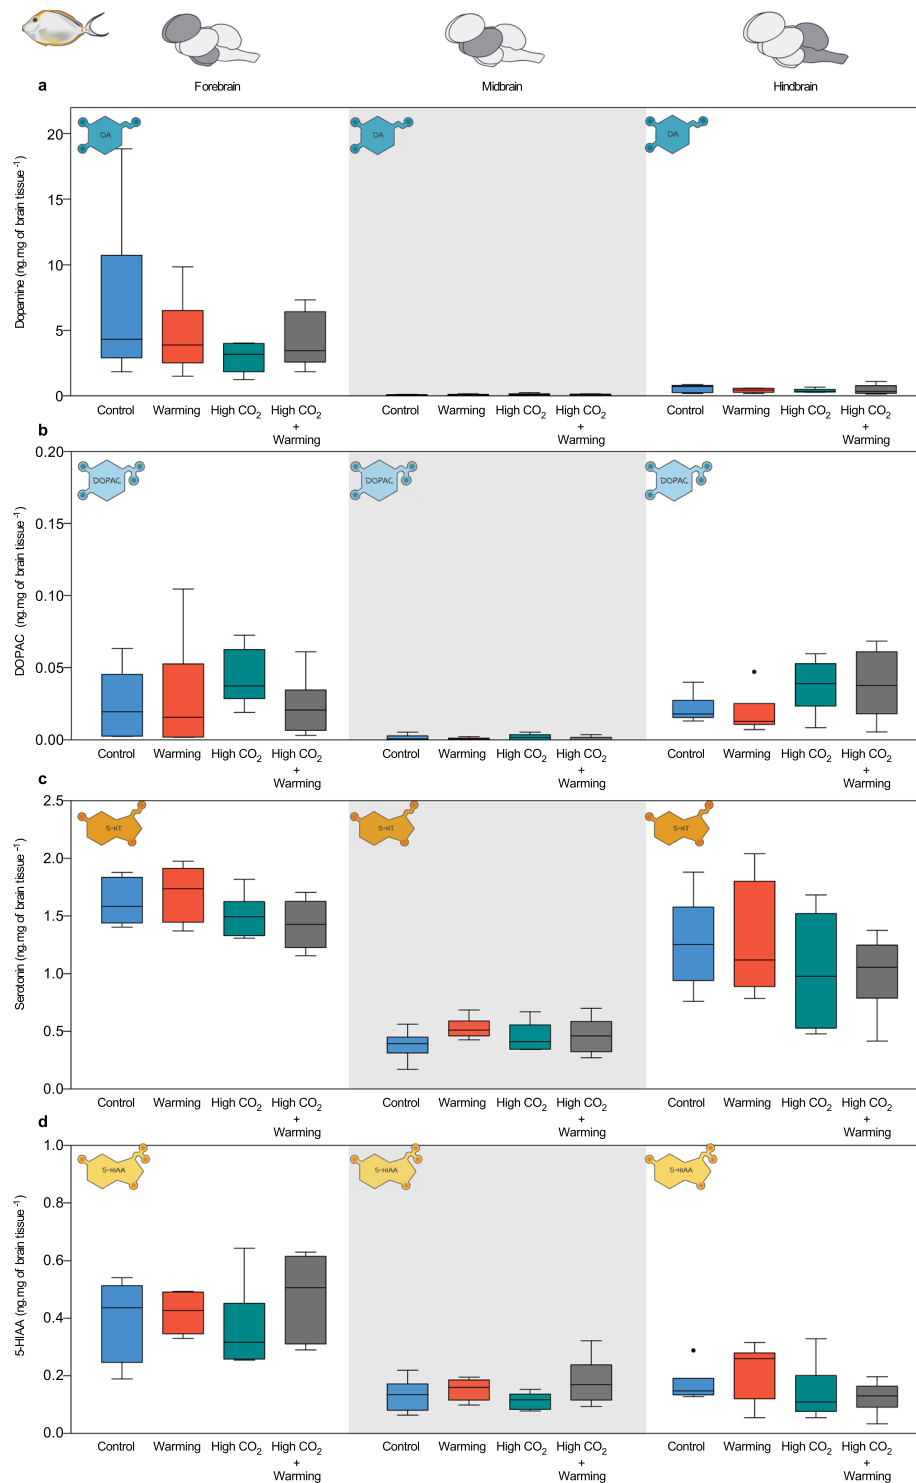 Forebrain Midbrain Hindbrain
a
DA DA DA
Dopamine (ng.mg of brain tissue⁻¹)
20
15
10
5
0
Control Warming High CO₂ High CO₂ + Warming Control Warming High CO₂ High CO₂ + Warming Control Warming High CO₂ High CO₂ + Warming
b
DOPAC DOPAC DOPAC
DOPAC (ng.mg of brain tissue⁻¹)
0.20
0.15
0.10
0.05
0.00
Control Warming High CO₂ High CO₂ + Warming Control Warming High CO₂ High CO₂ + Warming Control Warming High CO₂ High CO₂ + Warming
c
5-HT 5-HT 5-HT
Serotonin (ng.mg of brain tissue⁻¹)
2.5
2.0
1.5
1.0
0.5
0.0
Control Warming High CO₂ High CO₂ + Warming Control Warming High CO₂ High CO₂ + Warming Control Warming High CO₂ High CO₂ + Warming
d
5-HIAA 5-HIAA 5-HIAA
5-HIAA (ng.mg of brain tissue⁻¹)
1.0
0.8
0.6
0.4
0.2
0.0
Control Warming High CO₂ High CO₂ + Warming Control Warming High CO₂ High CO₂ + Warming Control Warming High CO₂ High CO₂ + Warming